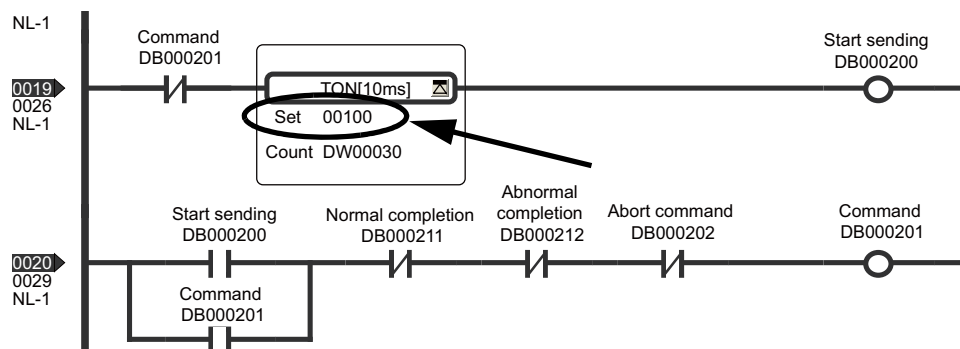 NL-1
Command
DB000201
Start sending
DB000200
0019
0026
NL-1
TON[10ms]
Set 00100
Count DW00030
Start sending
DB000200
Normal completion
DB000211
Abnormal
completion
DB000212
Abort command
DB000202
Command
DB000201
0020
0029
NL-1
Command
DB000201